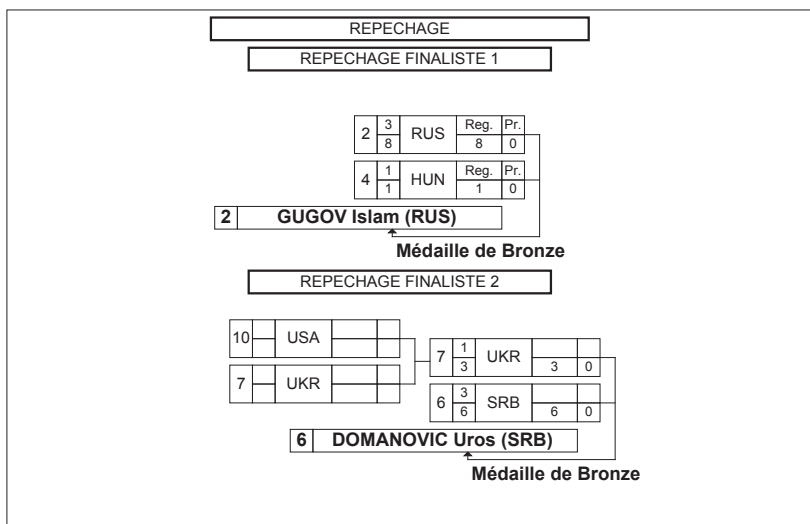 REPECHAGE
REPECHAGE FINALISTE 1
2 3 RUS Reg. Pr.
8 8 0
4 1 HUN Reg. Pr.
1 1 0
2 GUGOV Islam (RUS)
Médaille de Bronze
REPECHAGE FINALISTE 2
10 USA
7 UKR
7 1 UKR
3 3 0
6 3 SRB
6 6 0
6 DOMANOVIC Uros (SRB)
Médaille de Bronze